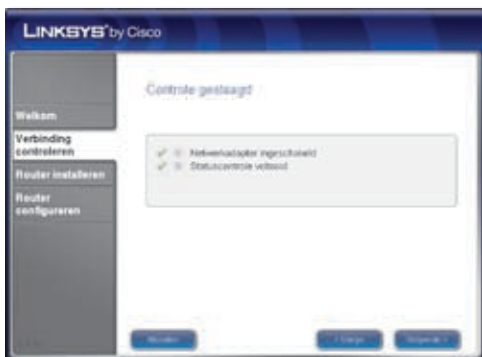 LINKSYS® by Cisco
Controle geslaagd
Welkom
Verbinding
controleren
Router installeren
Router
configureren
Netwerkadapter ingeschakeld
Statuscontrole voltooid